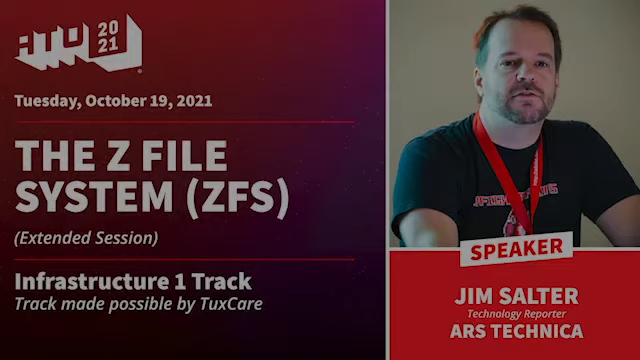 ATO 2021
Tuesday, October 19, 2021
THE Z FILE
SYSTEM (ZFS)
(Extended Session)
Infrastructure 1 Track
Track made possible by TuxCare
SPEAKER
JIM SALTER
Technology Reporter
ARS TECHNICA